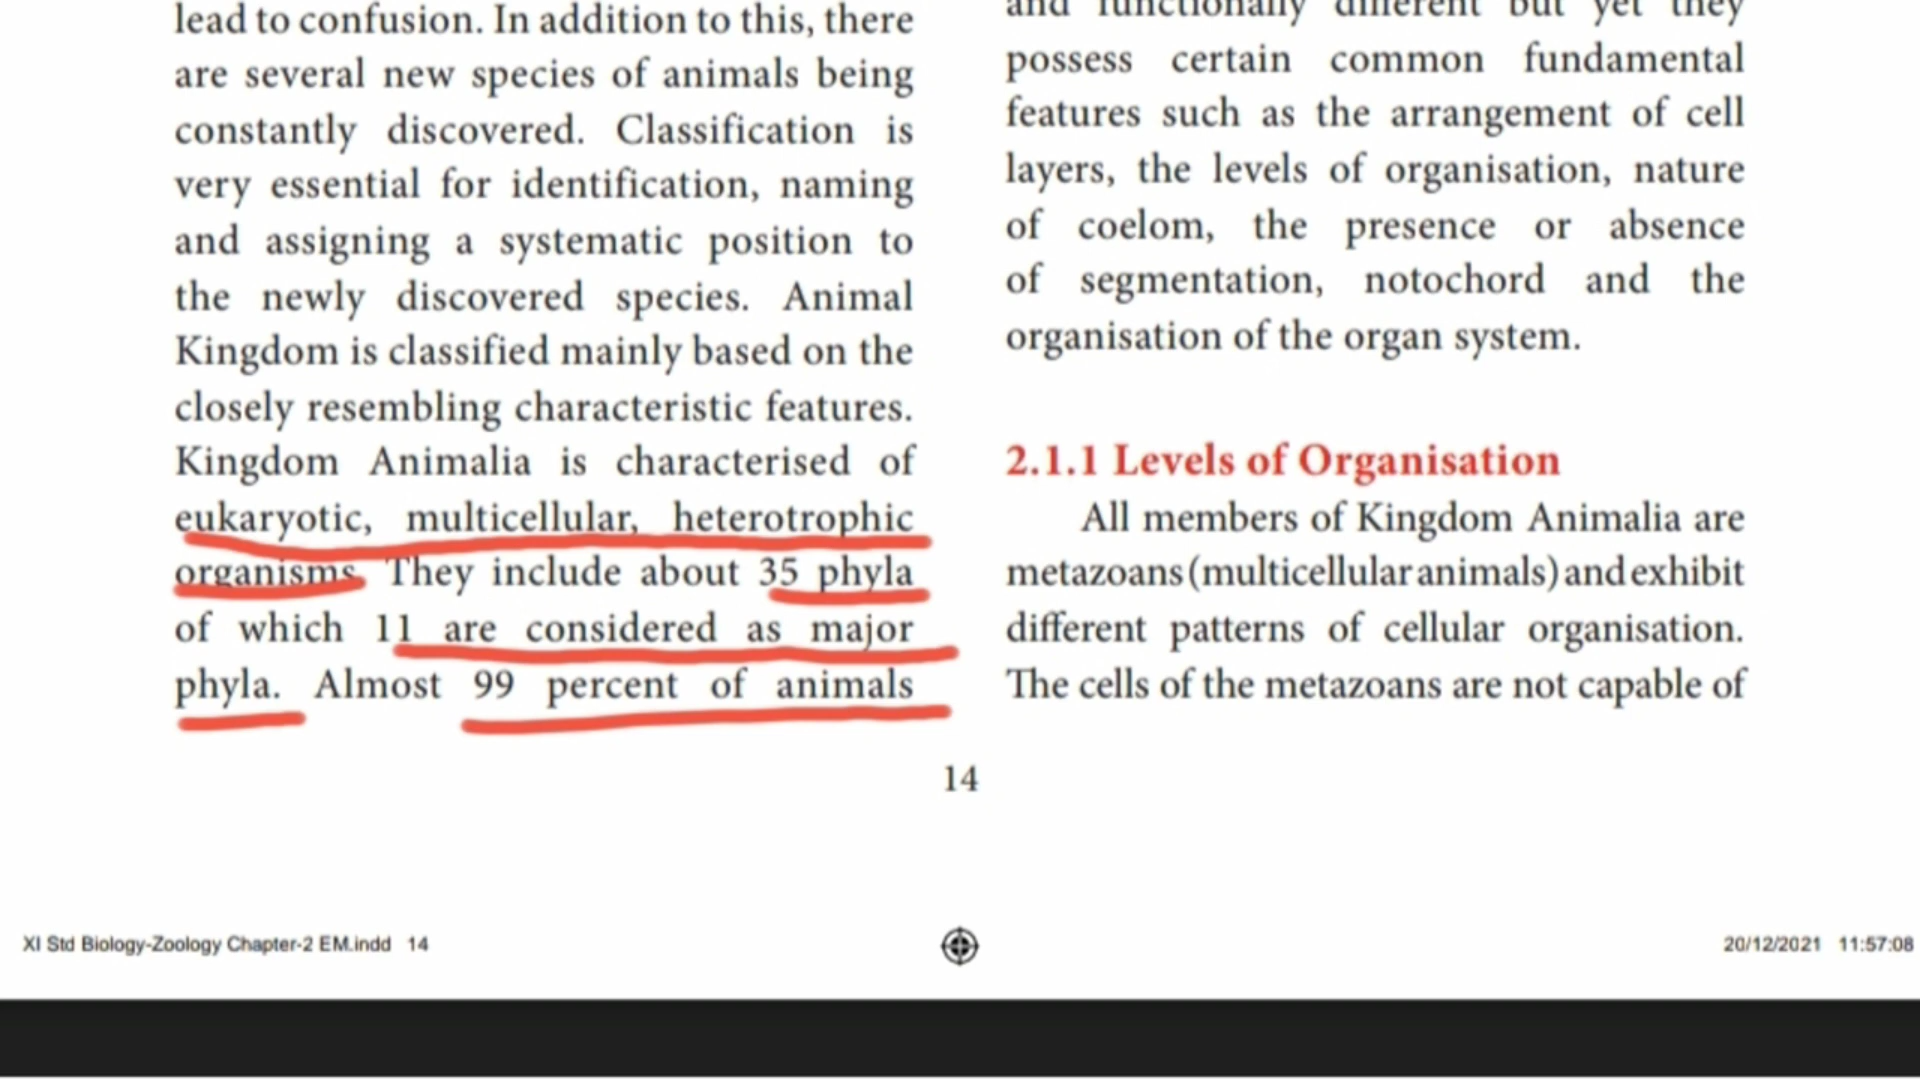 lead to confusion. In addition to this, there
are several new species of animals being
constantly discovered. Classification is
very essential for identification, naming
and assigning a systematic position to
the newly discovered species. Animal
Kingdom is classified mainly based on the
closely resembling characteristic features.
Kingdom Animalia is characterised of
eukaryotic, multicellular, heterotrophic
organisms. They include about 35 phyla
of which 11 are considered as major
phyla. Almost 99 percent of animals
and functionally different but yet they
possess certain common fundamental
features such as the arrangement of cell
layers, the levels of organisation, nature
of coelom, the presence or absence
of segmentation, notochord and the
organisation of the organ system.
2.1.1 Levels of Organisation
All members of Kingdom Animalia are
metazoans (multicellular animals) and exhibit
different patterns of cellular organisation.
The cells of the metazoans are not capable of
14
XI Std Biology-Zoology Chapter-2 EM.indd 14
20/12/2021 11:57:08